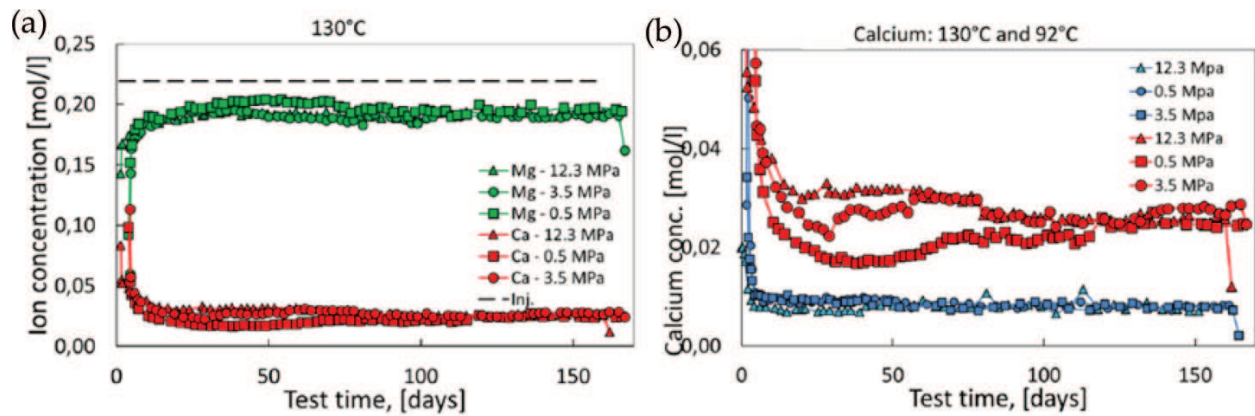 (a)
130°C
Ion concentration [mol/l]
0,25
0,20
0,15
0,10
0,05
0,00
Mg - 12.3 MPa
Mg - 3.5 MPa
Mg - 0.5 MPa
Ca - 12.3 MPa
Ca - 0.5 MPa
Ca - 3.5 MPa
Inj.
0 50 100 150
Test time, [days]
(b)
Calcium: 130°C and 92°C
Calcium conc. [mol/l]
0,06
0,04
0,02
0,00
12.3 Mpa
0.5 Mpa
3.5 Mpa
12.3 MPa
0.5 MPa
3.5 MPa
0 50 100 150
Test time, [days]